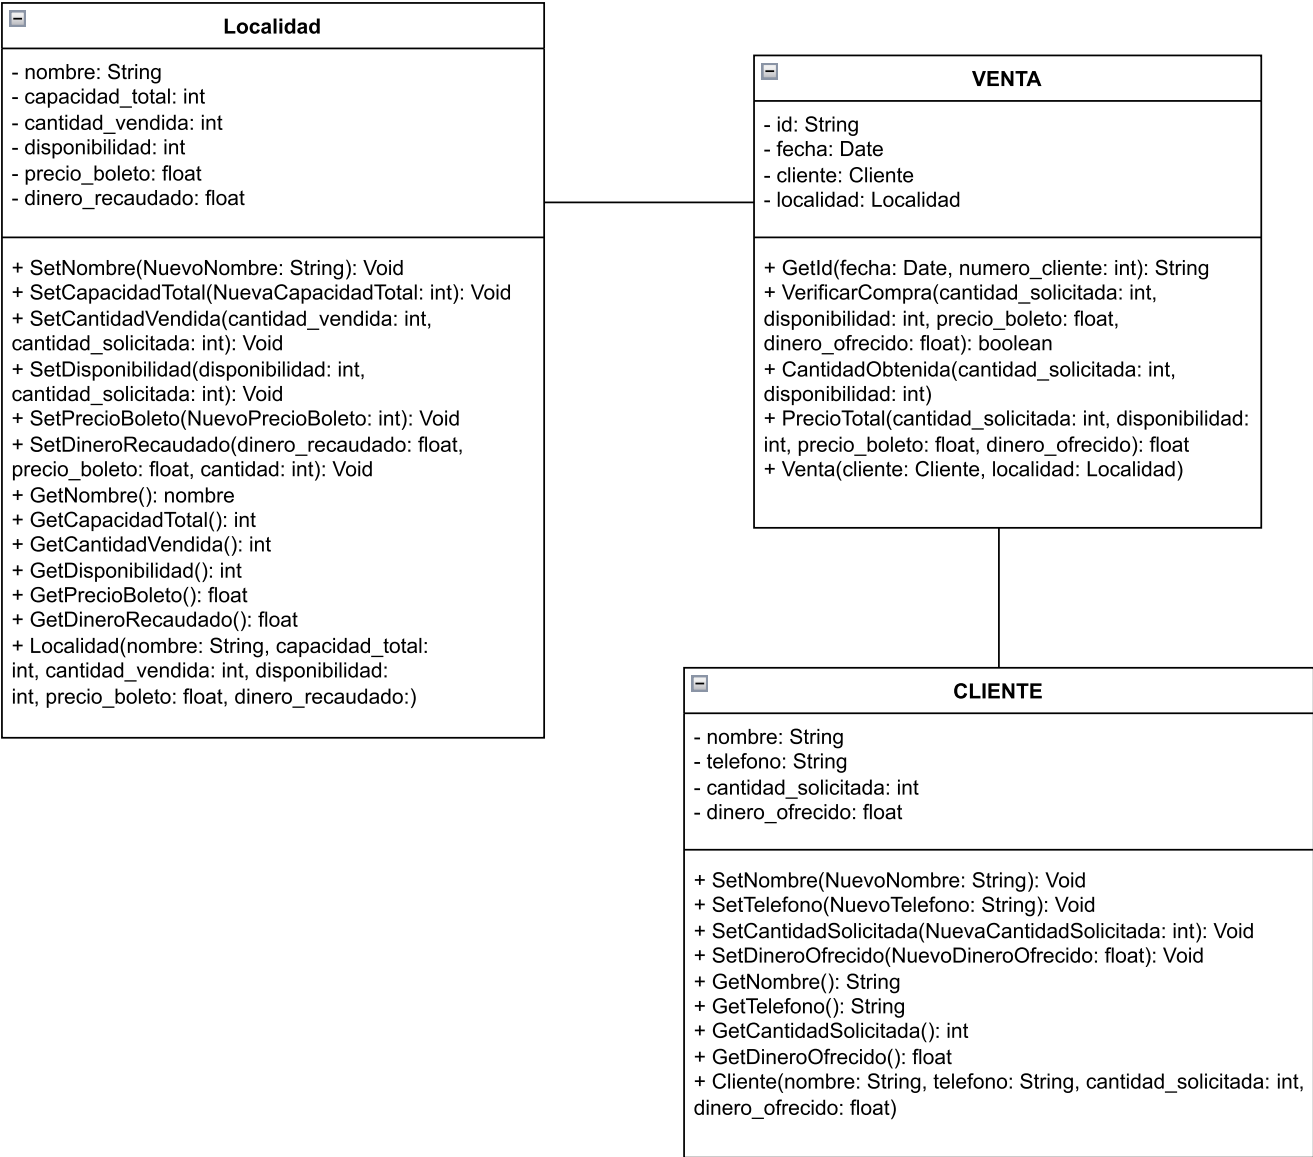 Localidad
- nombre: String
- capacidad_total: int
- cantidad_vendida: int
- disponibilidad: int
- precio_boleto: float
- dinero_recaudado: float
+ SetNombre(NuevoNombre: String): Void
+ SetCapacidadTotal(NuevaCapacidadTotal: int): Void
+ SetCantidadVendida(cantidad_vendida: int,
cantidad_solicitada: int): Void
+ SetDisponibilidad(disponibilidad: int,
cantidad_solicitada: int): Void
+ SetPrecioBoleto(NuevoPrecioBoleto: int): Void
+ SetDineroRecaudado(dinero_recaudado: float,
precio_boleto: float, cantidad: int): Void
+ GetNombre(): nombre
+ GetCapacidadTotal(): int
+ GetCantidadVendida(): int
+ GetDisponibilidad(): int
+ GetPrecioBoleto(): float
+ GetDineroRecaudado(): float
+ Localidad(nombre: String, capacidad_total:
int, cantidad_vendida: int, disponibilidad:
int, precio_boleto: float, dinero_recaudado:)
VENTA
- id: String
- fecha: Date
- cliente: Cliente
- localidad: Localidad
+ GetId(fecha: Date, numero_cliente: int): String
+ VerificarCompra(cantidad_solicitada: int,
disponibilidad: int, precio_boleto: float,
dinero_ofrecido: float): boolean
+ CantidadObtenida(cantidad_solicitada: int,
disponibilidad: int)
+ PrecioTotal(cantidad_solicitada: int, disponibilidad:
int, precio_boleto: float, dinero_ofrecido): float
+ Venta(cliente: Cliente, localidad: Localidad)
CLIENTE
- nombre: String
- telefono: String
- cantidad_solicitada: int
- dinero_ofrecido: float
+ SetNombre(NuevoNombre: String): Void
+ SetTelefono(NuevoTelefono: String): Void
+ SetCantidadSolicitada(NuevaCantidadSolicitada: int): Void
+ SetDineroOfrecido(NuevoDineroOfrecido: float): Void
+ GetNombre(): String
+ GetTelefono(): String
+ GetCantidadSolicitada(): int
+ GetDineroOfrecido(): float
+ Cliente(nombre: String, telefono: String, cantidad_solicitada: int,
dinero_ofrecido: float)